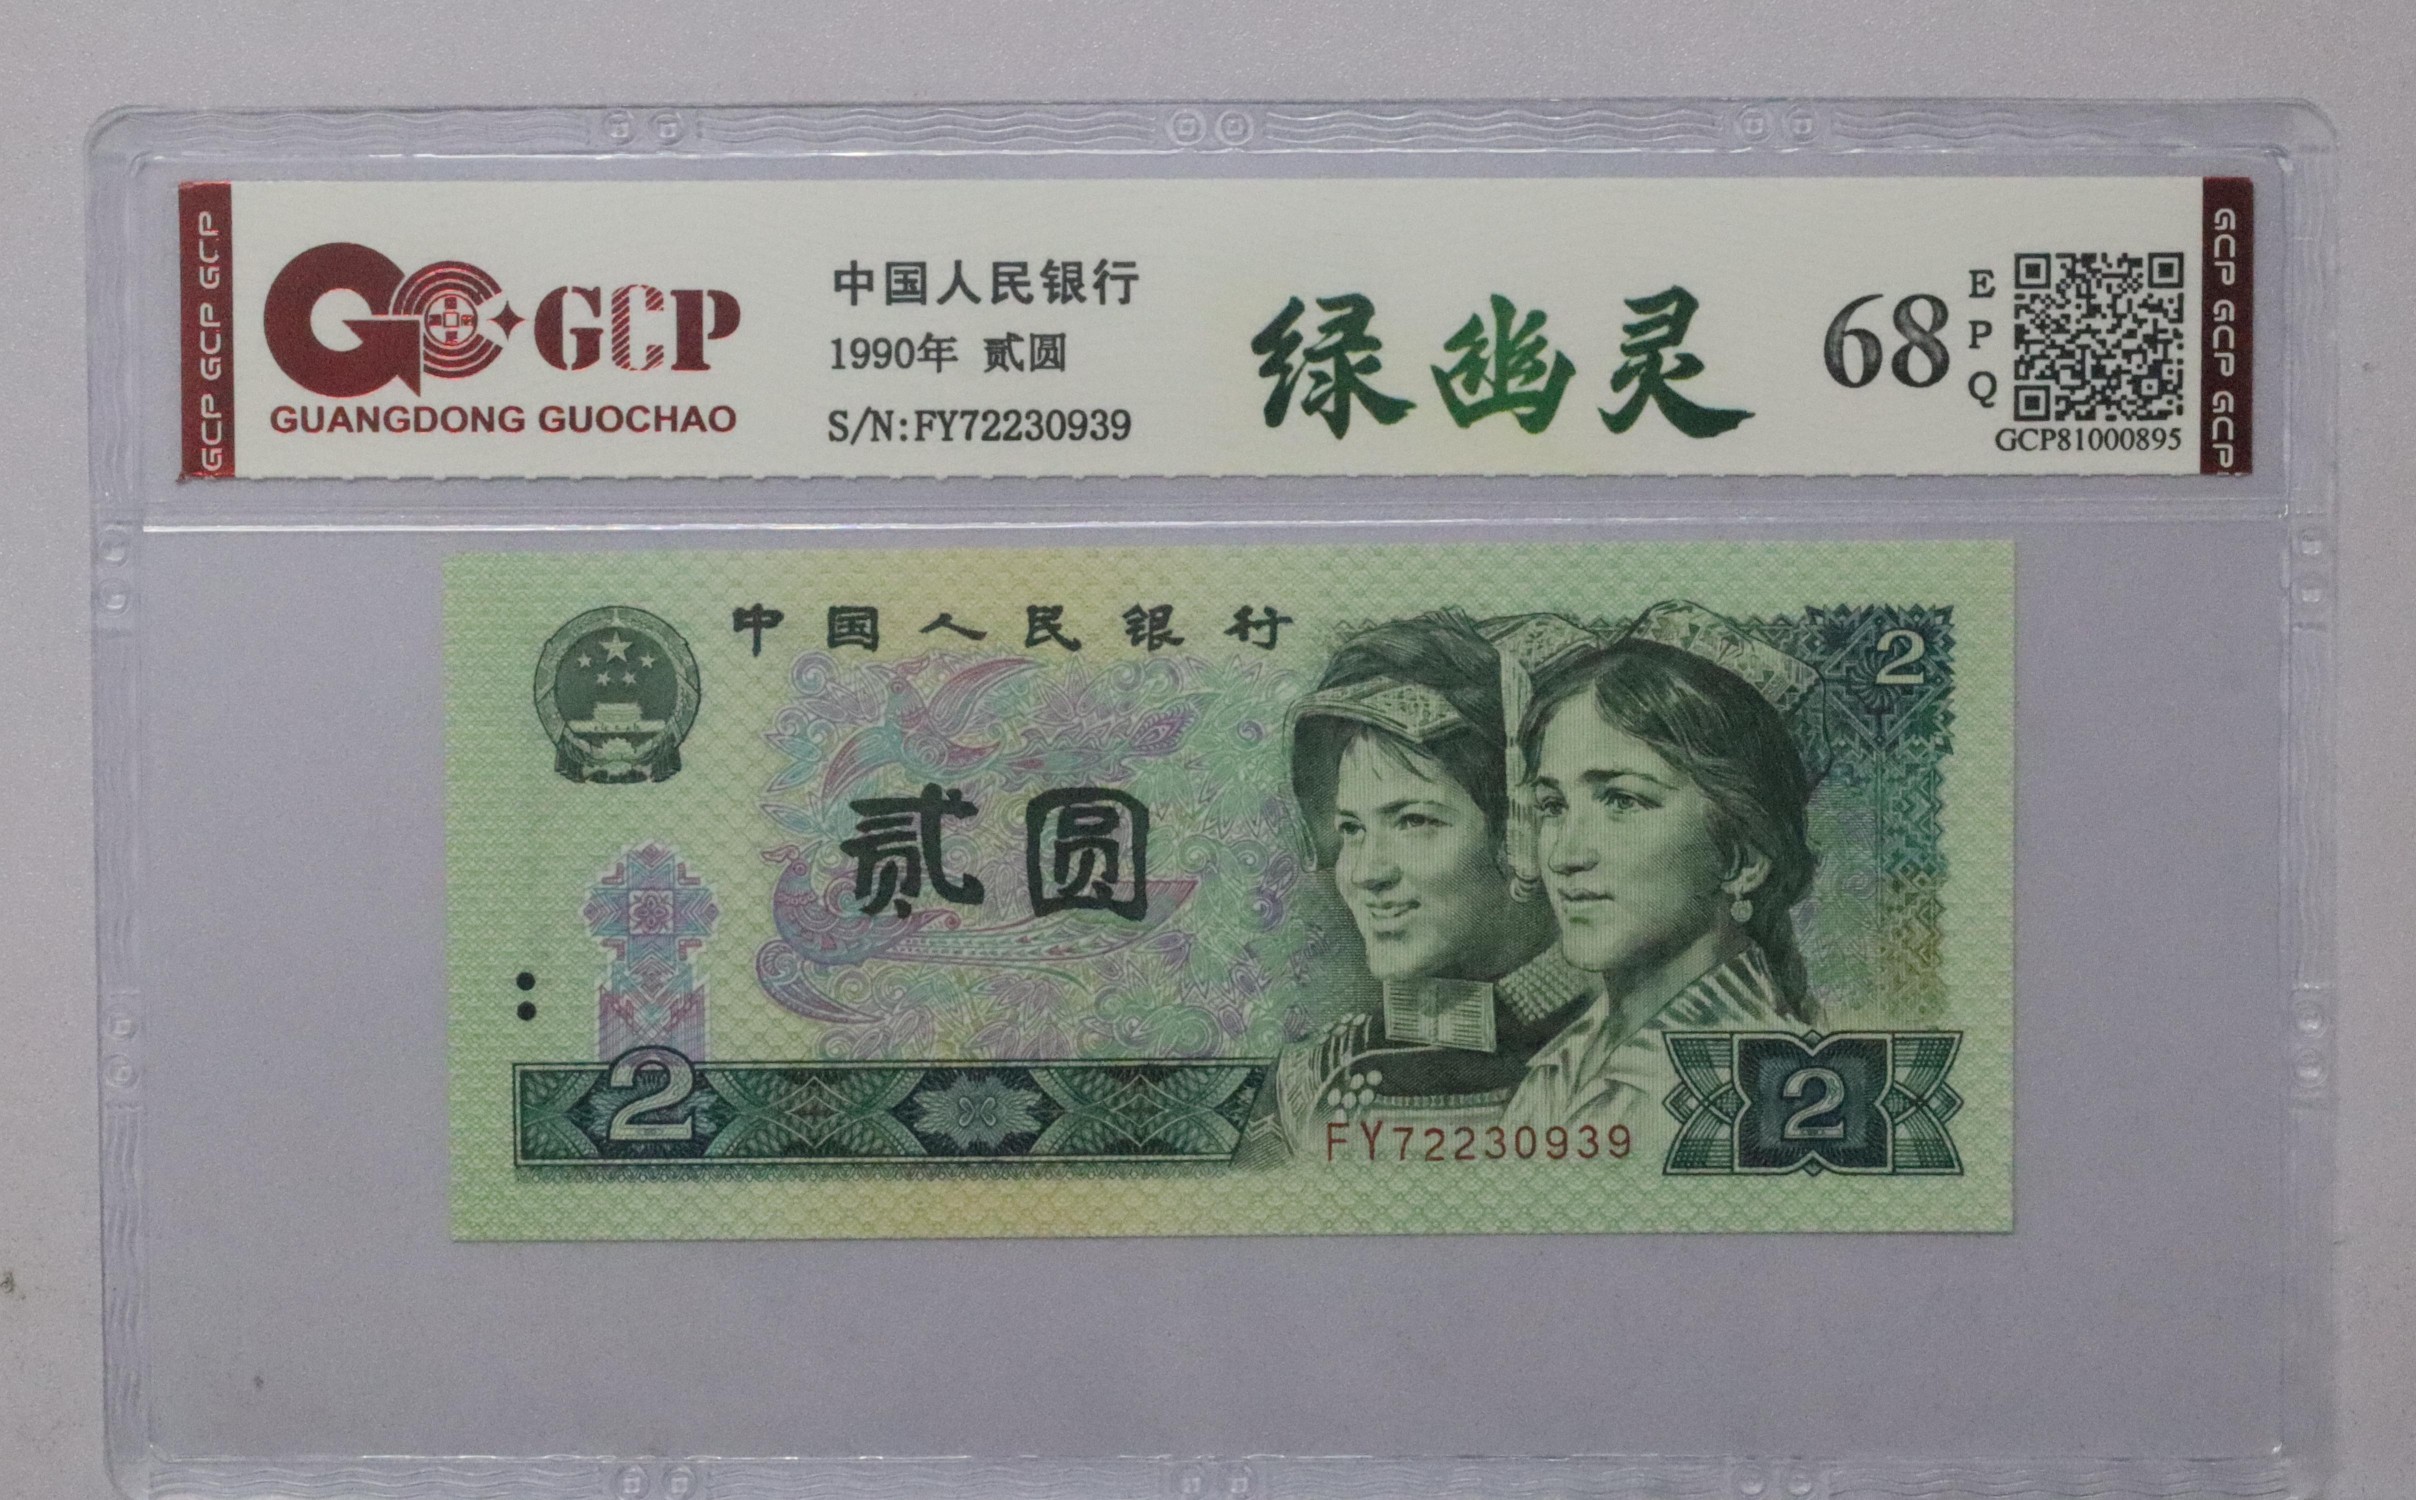 GCP GCP GCP
GCP
GUANGDONG GUOCHAO
中国人民银行
1990年 贰圆
S/N:FY72230939
绿幽灵
68
EPQ
GCP81000895
GCP GCP GCP
中国人民银行
2
贰圆
2
FY72230939
2